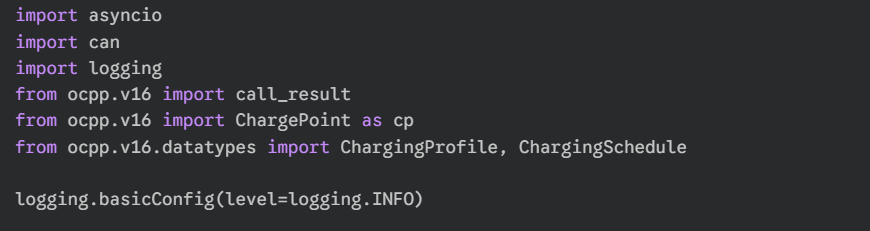 import asyncio
import can
import logging
from ocpp.v16 import call_result
from ocpp.v16 import ChargePoint as cp
from ocpp.v16.datatypes import ChargingProfile, ChargingSchedule
logging.basicConfig(level=logging.INFO)